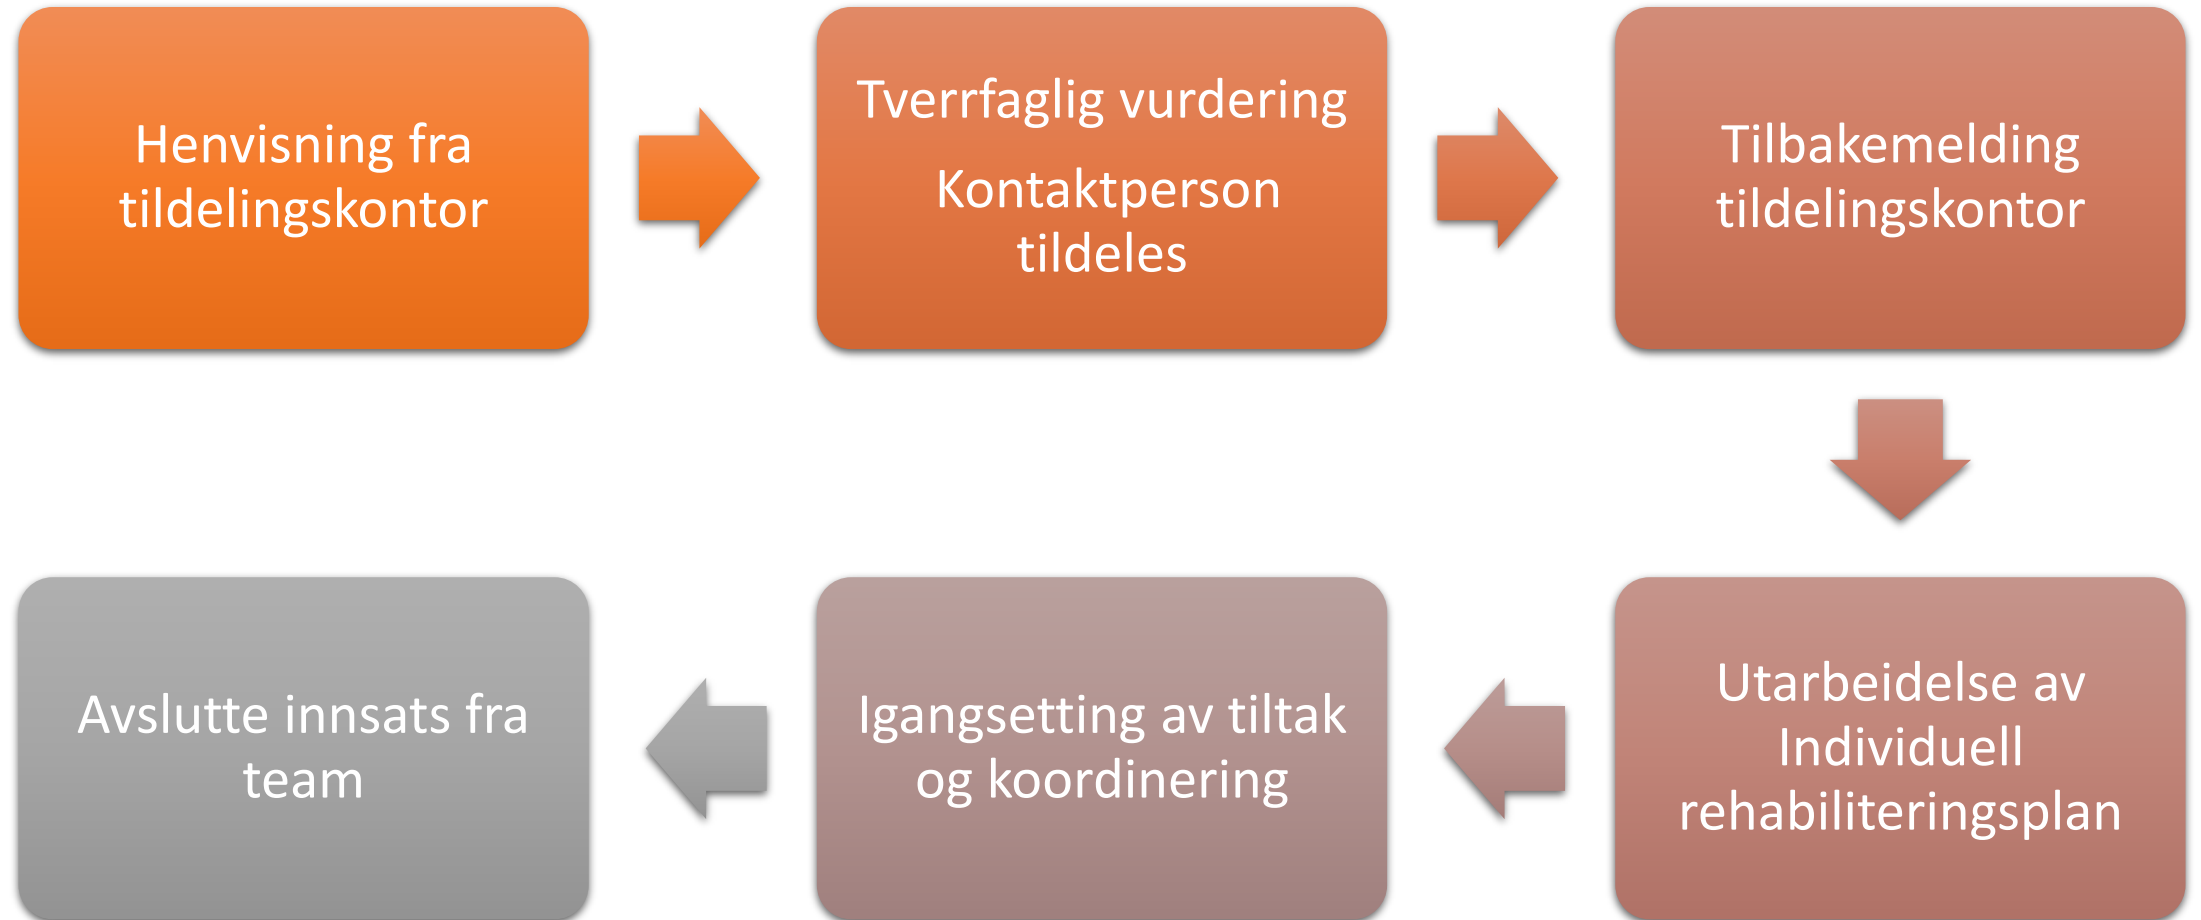 Henvisning fra
tildelingskontor
Tverrfaglig vurdering
Kontaktperson
tildeles
Tilbakemelding
tildelingskontor
Utarbeidelse av
Individuell
rehabiliteringsplan
Igangsetting av tiltak
og koordinering
Avslutte innsats fra
team